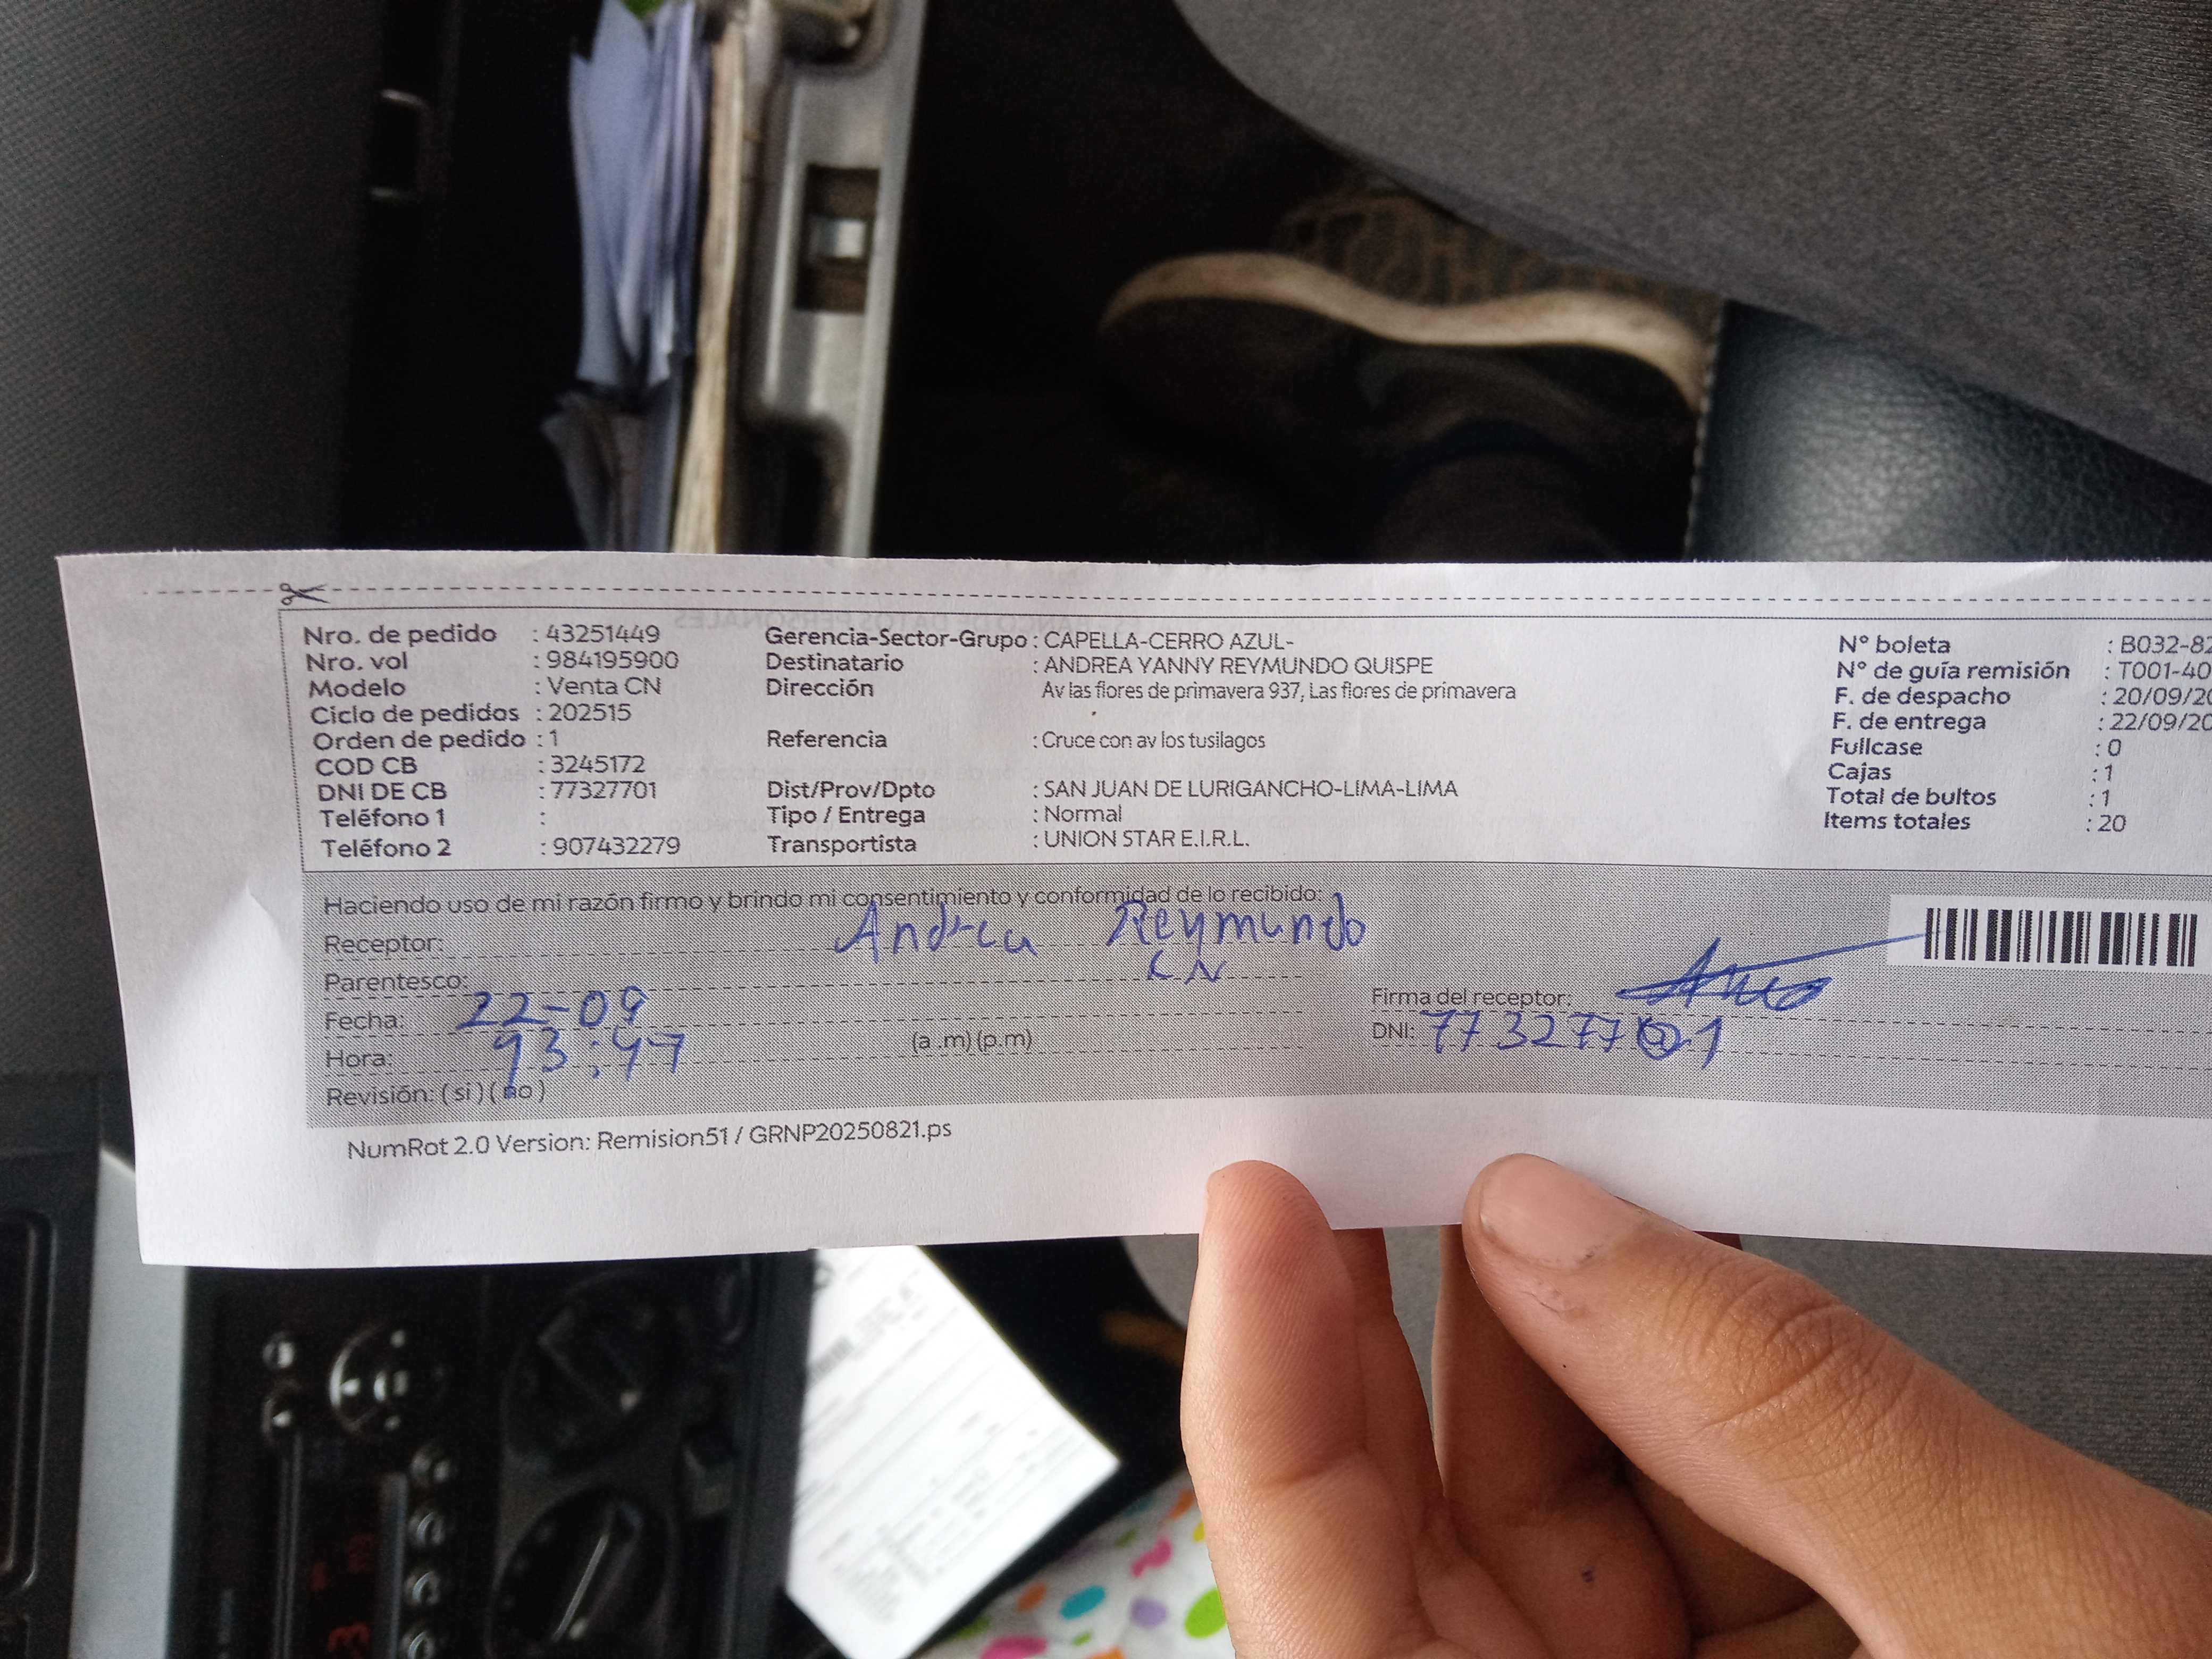 Nro. de pedido : 43251449 Gerencia-Sector-Grupo : CAPELLA-CERRO AZUL- N° boleta : B032-82
Nro. vol : 984195900 Destinatario : ANDREA YANNY REYMUNDO QUISPE N° de guía remisión : T001-40
Modelo : Venta CN Dirección Av las flores de primavera 937, Las flores de primavera F. de despacho : 20/09/20
Ciclo de pedidos : 202515 F. de entrega : 22/09/20
Orden de pedido : 1 Referencia : Cruce con av los tusilagos Fullcase : 0
COD CB : 3245172 Cajas : 1
DNI DE CB : 77327701 Dist/Prov/Dpto : SAN JUAN DE LURIGANCHO-LIMA-LIMA Total de bultos : 1
Teléfono 1 : Tipo / Entrega : Normal Items totales : 20
Teléfono 2 : 907432279 Transportista : UNION STAR E.I.R.L.
Haciendo uso de mi razón firmo y brindo mi consentimiento y conformidad de lo recibido:
Receptor: Andrea Reymundo
Parentesco: CN
Fecha: 22-09 Firma del receptor:
Hora: 13:47 (a .m) (p.m) DNI: 77327701
Revisión: ( si ) ( no )
NumRot 2.0 Version: Remision51 / GRNP20250821.ps